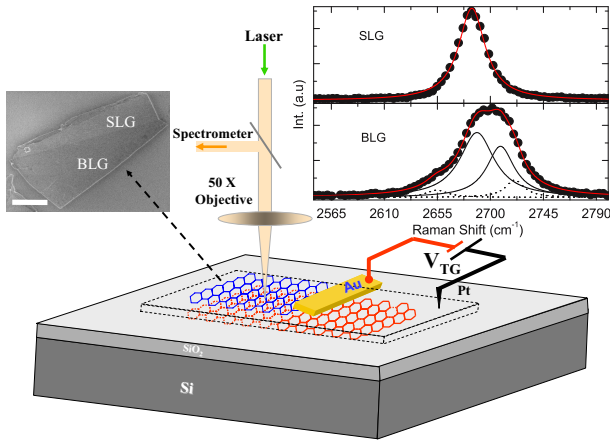 Laser
SLG
BLG
Spectrometer
50 X
Objective
SLG
BLG
Int. (a.u)
2565 2610 2655 2700 2745 2790
Raman Shift (cm⁻¹)
V_TG
Pt
Au
SiO₂
Si